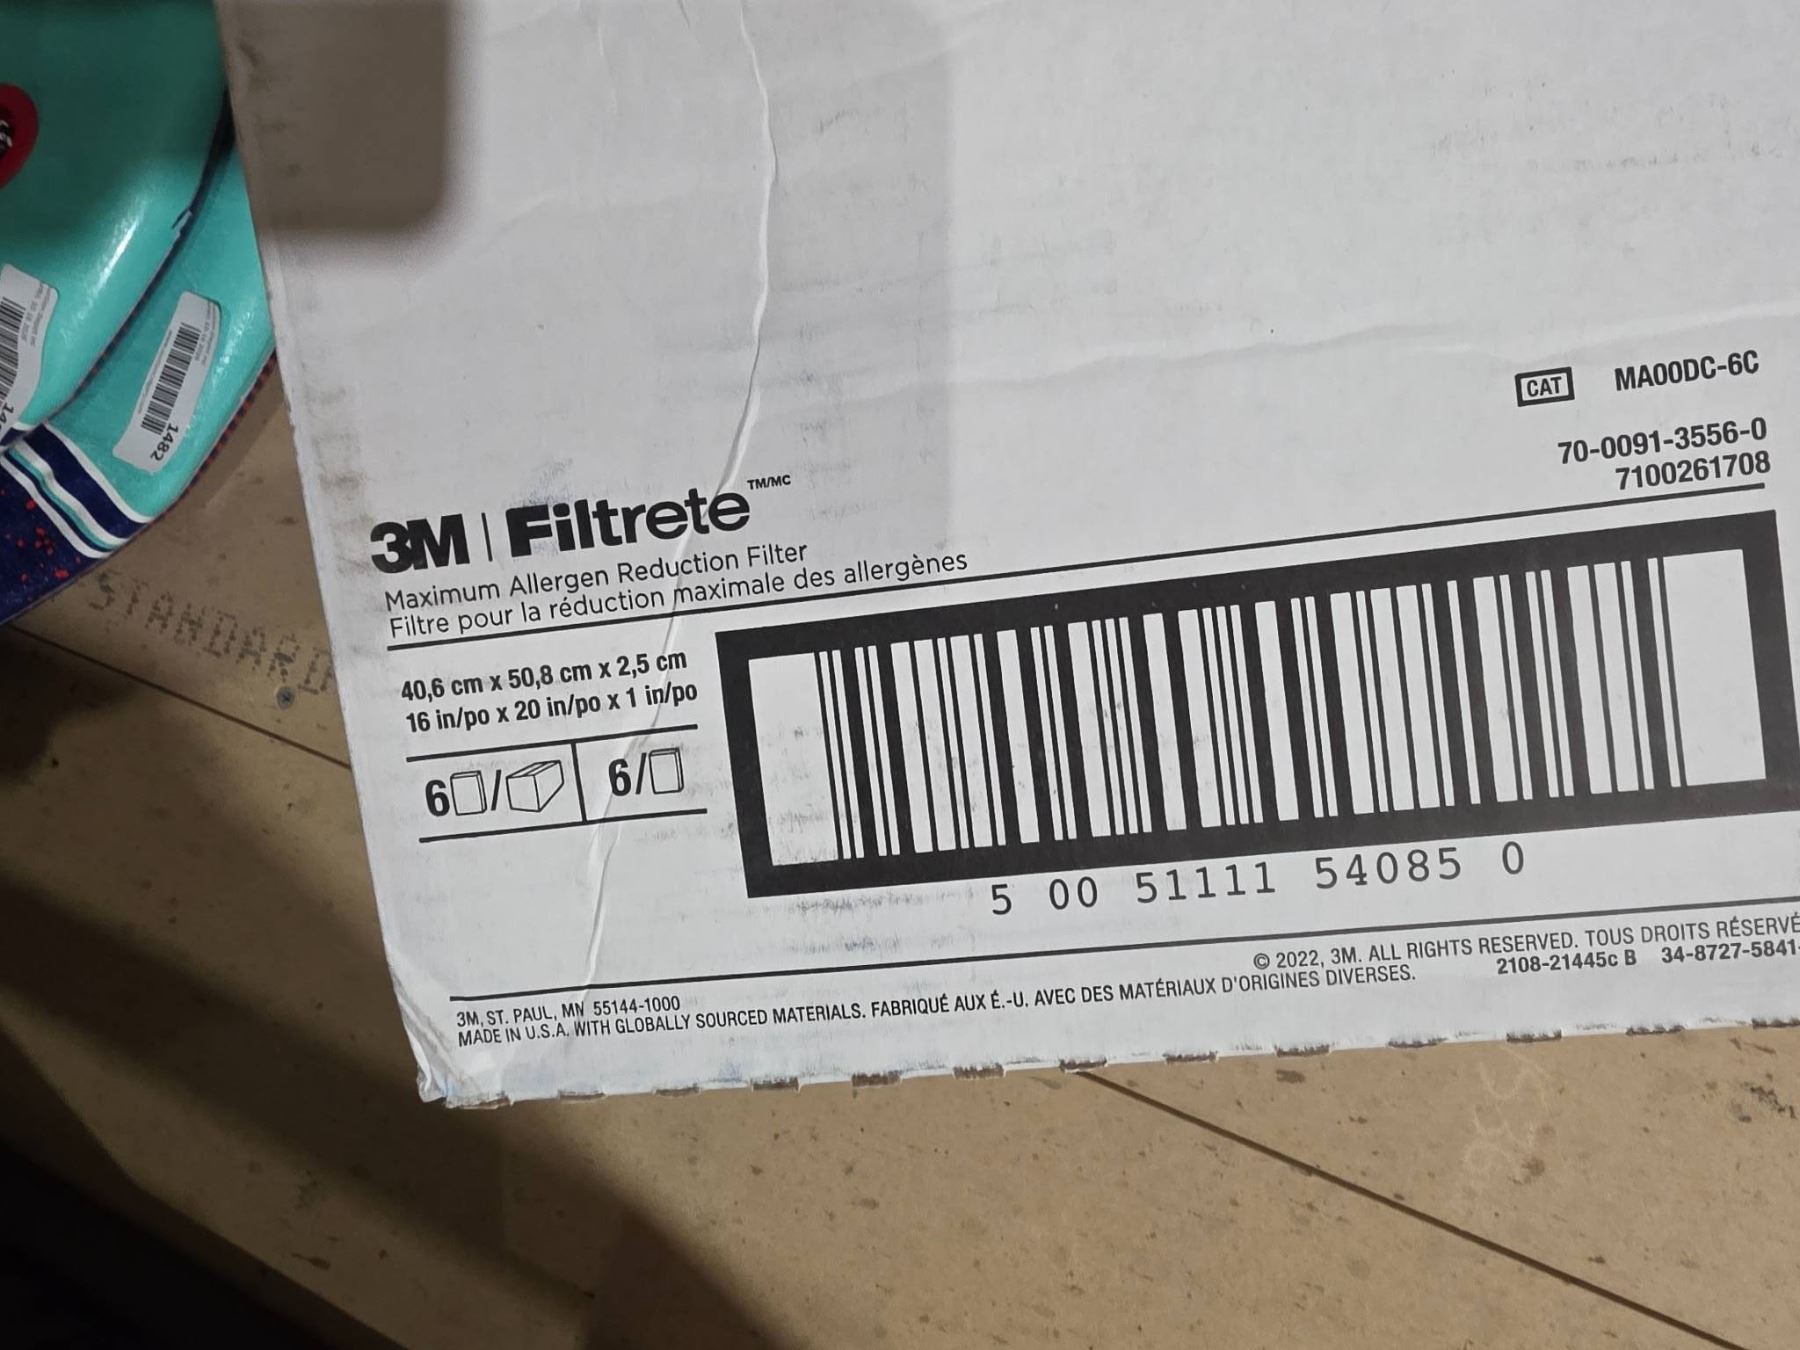 CAT MA00DC-6C
70-0091-3556-0
7100261708
3M | Filtrete TM/MC
Maximum Allergen Reduction Filter
Filtre pour la réduction maximale des allergènes
40,6 cm x 50,8 cm x 2,5 cm
16 in/po x 20 in/po x 1 in/po
6 / 6/
5 00 51111 54085 0
© 2022, 3M. ALL RIGHTS RESERVED. TOUS DROITS RÉSERVÉ
2108-21445c B 34-8727-5841-
3M, ST. PAUL, MN 55144-1000
MADE IN U.S.A. WITH GLOBALLY SOURCED MATERIALS. FABRIQUÉ AUX É.-U. AVEC DES MATÉRIAUX D'ORIGINES DIVERSES.
1482
STANDARD